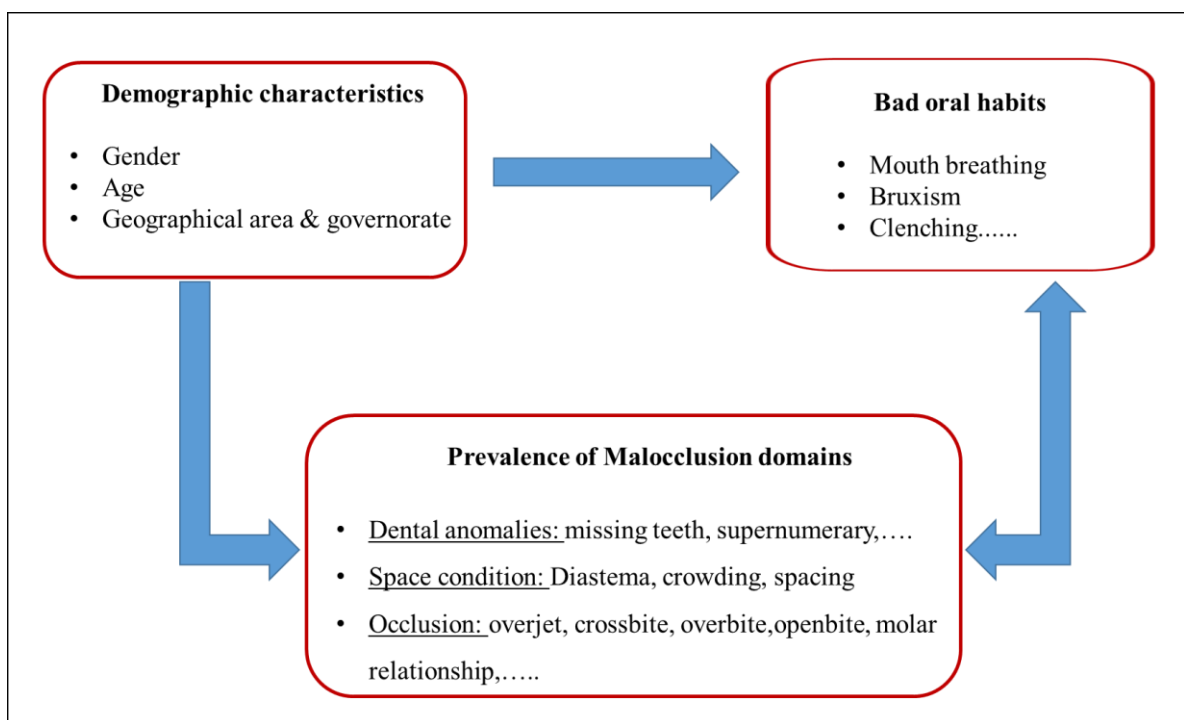 Demographic characteristics
• Gender
• Age
• Geographical area & governorate
Bad oral habits
• Mouth breathing
• Bruxism
• Clenching......
Prevalence of Malocclusion domains
• Dental anomalies: missing teeth, supernumerary,….
• Space condition: Diastema, crowding, spacing
• Occlusion: overjet, crossbite, overbite,openbite, molar
relationship,…..